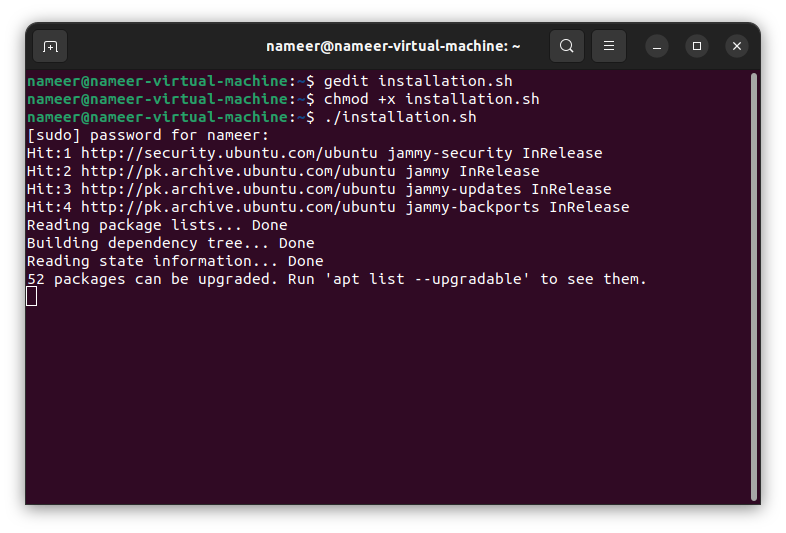 nameer@nameer-virtual-machine: ~
nameer@nameer-virtual-machine:~$ gedit installation.sh
nameer@nameer-virtual-machine:~$ chmod +x installation.sh
nameer@nameer-virtual-machine:~$ ./installation.sh
[sudo] password for nameer:
Hit:1 http://security.ubuntu.com/ubuntu jammy-security InRelease
Hit:2 http://pk.archive.ubuntu.com/ubuntu jammy InRelease
Hit:3 http://pk.archive.ubuntu.com/ubuntu jammy-updates InRelease
Hit:4 http://pk.archive.ubuntu.com/ubuntu jammy-backports InRelease
Reading package lists... Done
Building dependency tree... Done
Reading state information... Done
52 packages can be upgraded. Run 'apt list --upgradable' to see them.